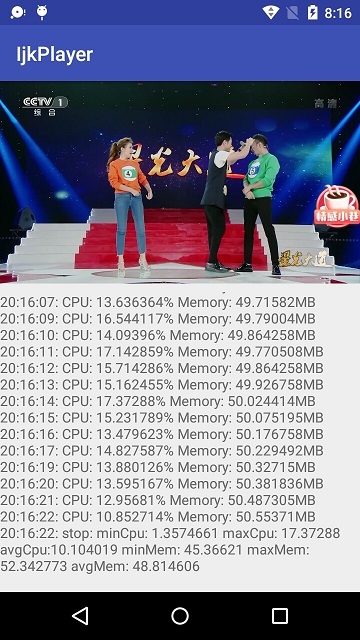 8:16
IjkPlayer
CCTV 1
综合
高清
星光大道
4
情感小巷
20:16:07: CPU: 13.636364% Memory: 49.71582MB
20:16:09: CPU: 16.544117% Memory: 49.79004MB
20:16:10: CPU: 14.09396% Memory: 49.864258MB
20:16:11: CPU: 17.142859% Memory: 49.770508MB
20:16:12: CPU: 15.714286% Memory: 49.864258MB
20:16:13: CPU: 15.162455% Memory: 49.926758MB
20:16:14: CPU: 17.37288% Memory: 50.024414MB
20:16:15: CPU: 15.231789% Memory: 50.075195MB
20:16:16: CPU: 13.479623% Memory: 50.176758MB
20:16:17: CPU: 14.827587% Memory: 50.229492MB
20:16:19: CPU: 13.880126% Memory: 50.32715MB
20:16:20: CPU: 13.595167% Memory: 50.381836MB
20:16:21: CPU: 12.95681% Memory: 50.487305MB
20:16:22: CPU: 10.852714% Memory: 50.55371MB
20:16:22: stop: minCpu: 1.3574661 maxCpu: 17.37288
avgCpu:10.104019 minMem: 45.36621 maxMem:
52.342773 avgMem: 48.814606